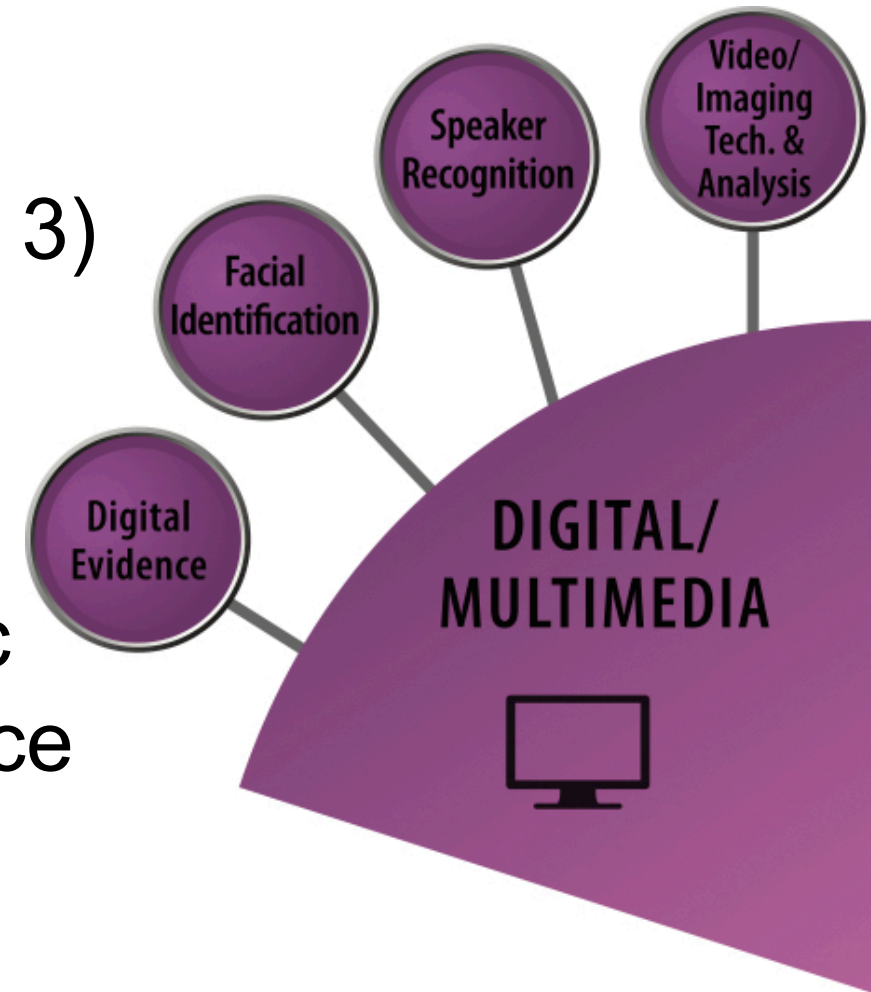 Video/
Imaging
Tech. &
Analysis
Speaker
Recognition
3)
Facial
Identification
Digital
Evidence
DIGITAL/
MULTIMEDIA
c
ce